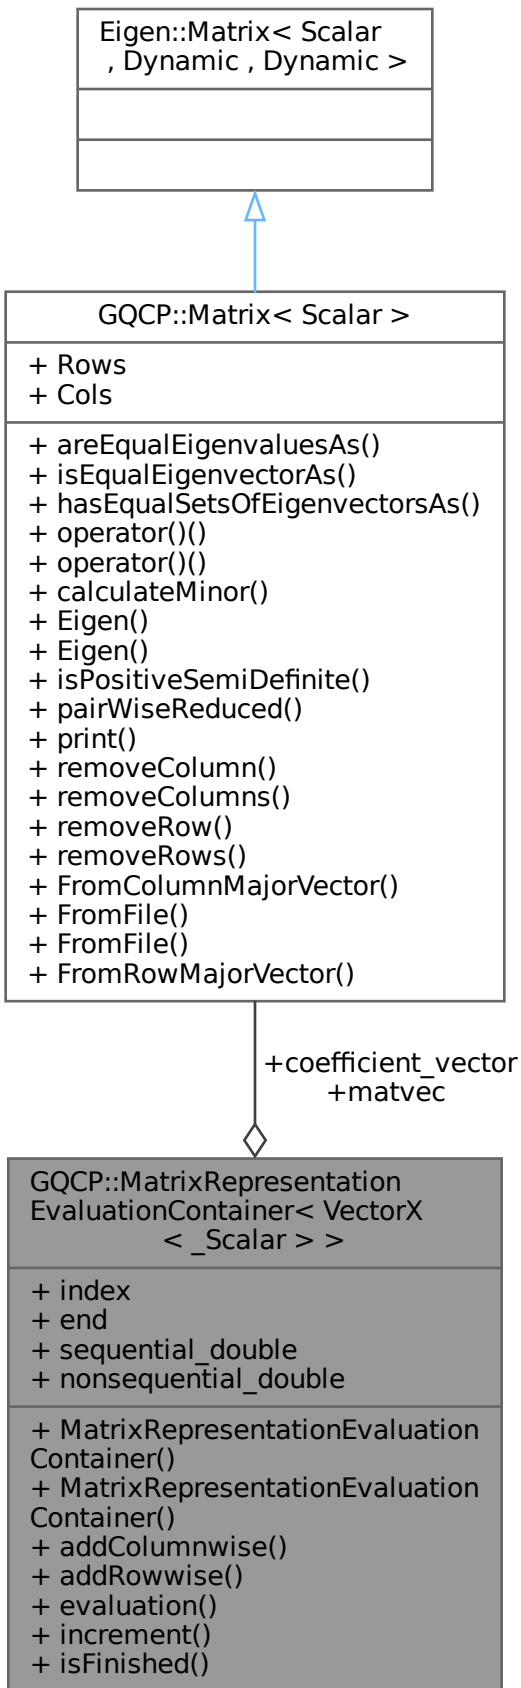 Eigen::Matrix< Scalar
, Dynamic , Dynamic >
GQCP::Matrix< Scalar >
+ Rows
+ Cols
+ areEqualEigenvaluesAs()
+ isEqualEigenvectorAs()
+ hasEqualSetsOfEigenvectorsAs()
+ operator()()
+ operator()()
+ calculateMinor()
+ Eigen()
+ Eigen()
+ isPositiveSemiDefinite()
+ pairWiseReduced()
+ print()
+ removeColumn()
+ removeColumns()
+ removeRow()
+ removeRows()
+ FromColumnMajorVector()
+ FromFile()
+ FromFile()
+ FromRowMajorVector()
+coefficient_vector
+matvec
GQCP::MatrixRepresentation
EvaluationContainer< VectorX
< _Scalar > >
+ index
+ end
+ sequential_double
+ nonsequential_double
+ MatrixRepresentationEvaluation
Container()
+ MatrixRepresentationEvaluation
Container()
+ addColumnwise()
+ addRowwise()
+ evaluation()
+ increment()
+ isFinished()